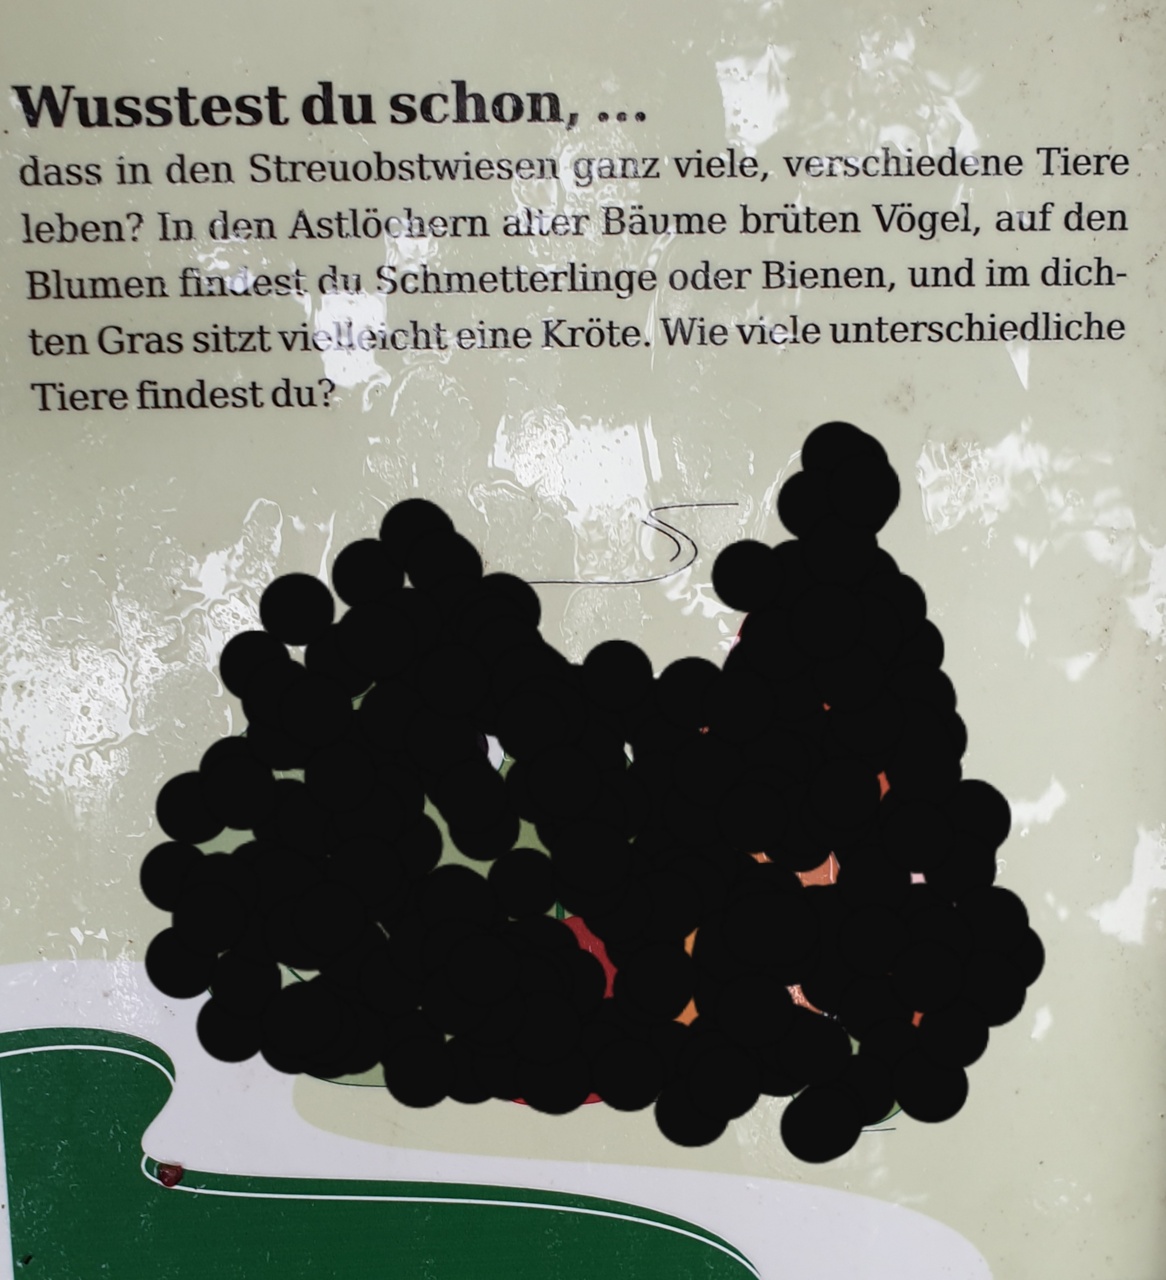 Wusstest du schon, ...
dass in den Streuobstwiesen ganz viele, verschiedene Tiere
leben? In den Astlöchern alter Bäume brüten Vögel, auf den
Blumen findest du Schmetterlinge oder Bienen, und im dich-
ten Gras sitzt vielleicht eine Kröte. Wie viele unterschiedliche
Tiere findest du?